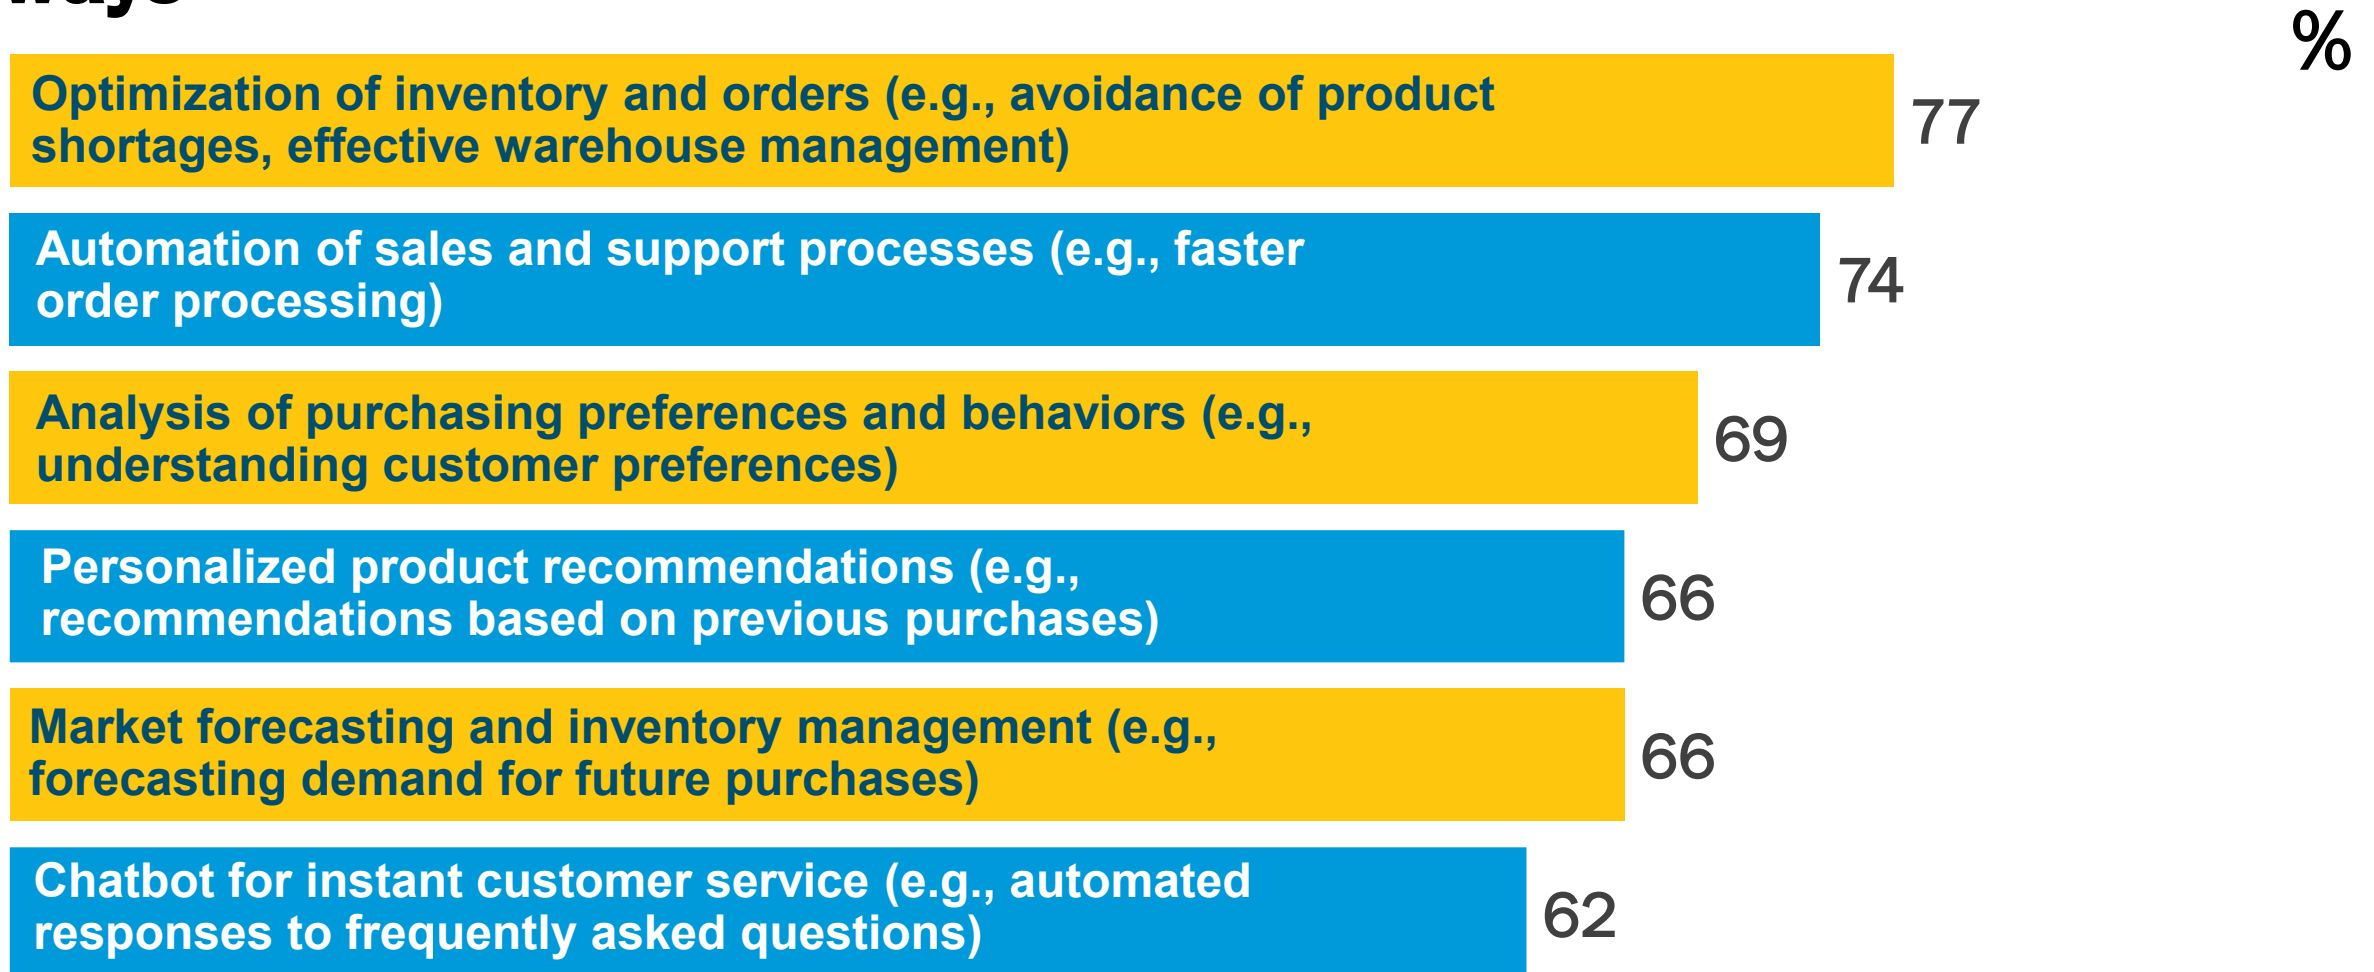 %
Optimization of inventory and orders (e.g., avoidance of product
shortages, effective warehouse management)
77
Automation of sales and support processes (e.g., faster
order processing)
74
Analysis of purchasing preferences and behaviors (e.g.,
understanding customer preferences)
69
Personalized product recommendations (e.g.,
recommendations based on previous purchases)
66
Market forecasting and inventory management (e.g.,
forecasting demand for future purchases)
66
Chatbot for instant customer service (e.g., automated
responses to frequently asked questions)
62